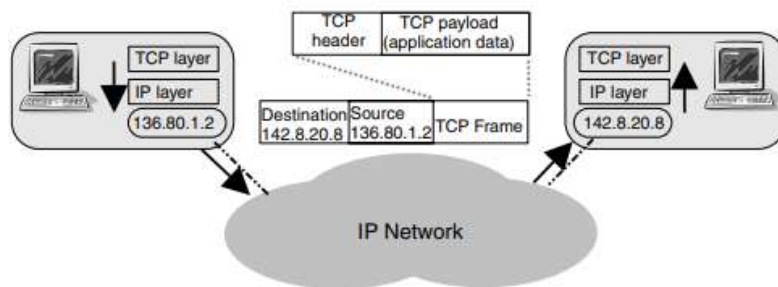 TCP layer
IP layer
136.80.1.2
TCP
header
TCP payload
(application data)
Destination
142.8.20.8
Source
136.80.1.2
TCP Frame
TCP layer
IP layer
142.8.20.8
IP Network